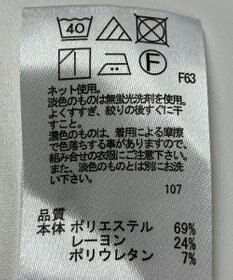 40
F
F63
ネット使用。
淡色のものは無蛍光洗剤を使用。
よくすすぎ、絞りの後すぐに干す
こと。
濃色のものは、着用による摩擦
で色落ちする事がありますので、
組み合せの衣服にご注意下さい。
また、淡色のものとは別にお洗
い下さい。
107
品質
本体 ポリエステル 69%
レーヨン 24%
ポリウレタン 7%